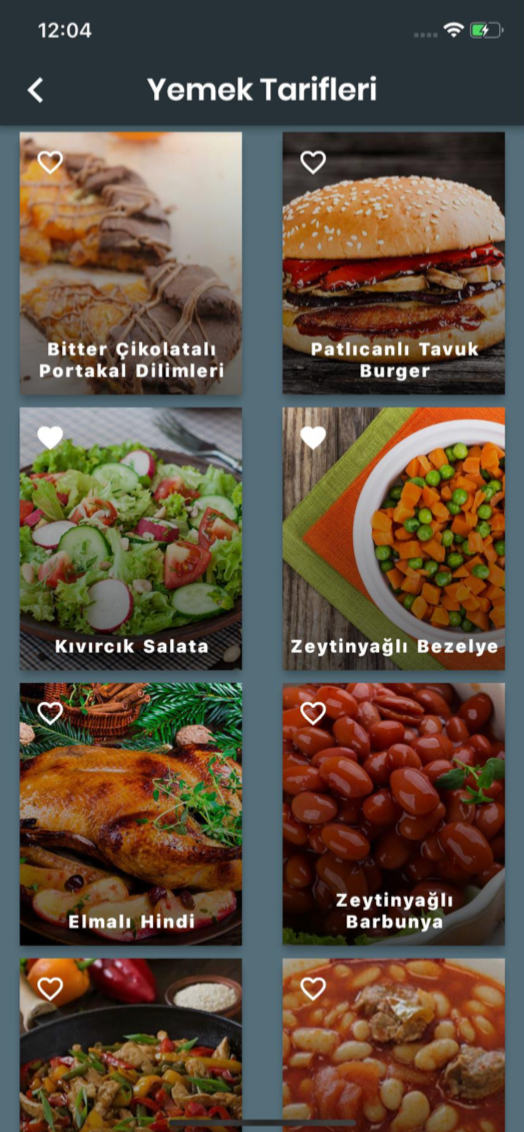 12:04
Yemek Tarifleri
Bitter Çikolatalı
Portakal Dilimleri
Patlıcanlı Tavuk
Burger
Kıvırcık Salata
Zeytinyağlı Bezelye
Elmalı Hindi
Zeytinyağlı
Barbunya